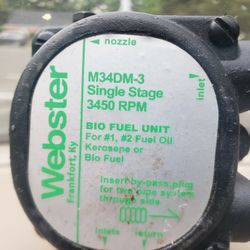 nozzle
M34DM-3
Single Stage
3450 RPM
inlet
Webster
Frankfort, Ky
BIO FUEL UNIT
For #1, #2 Fuel Oil
Kerosene or
Bio Fuel
insert by-pass plug
for two pipe system
through side
inlets
return
inlet